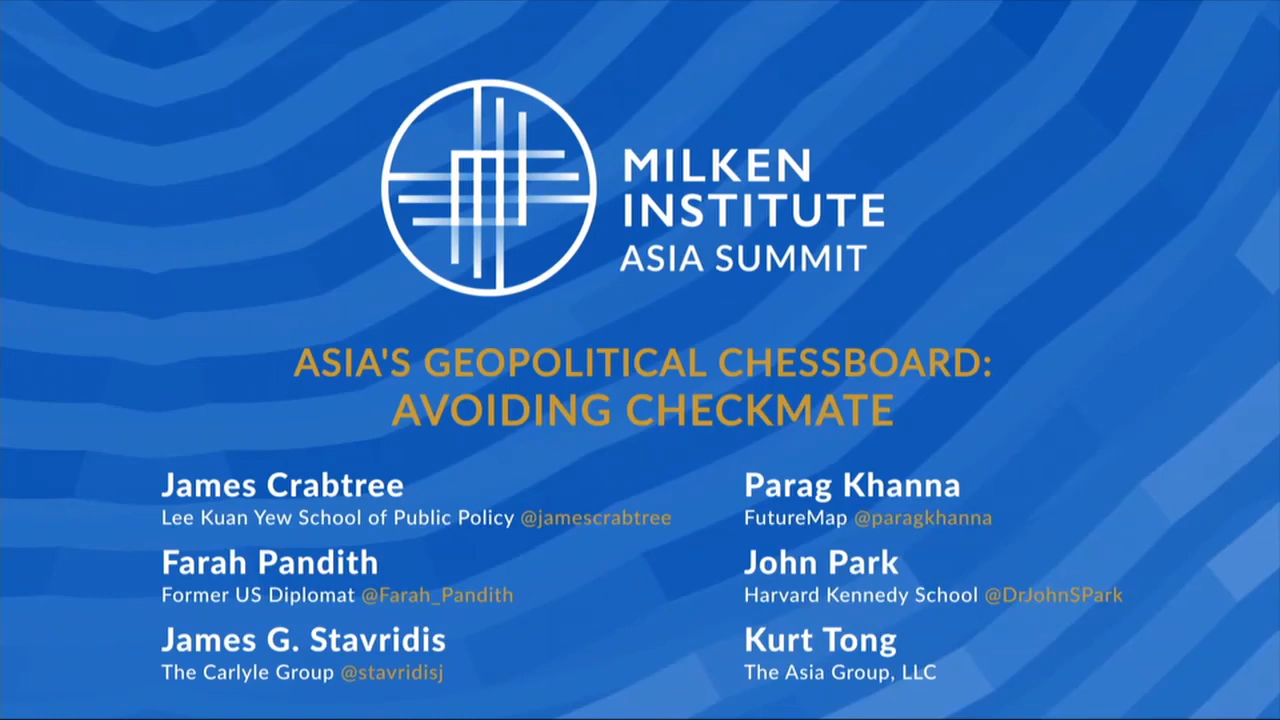 MILKEN
INSTITUTE
ASIA SUMMIT
ASIA'S GEOPOLITICAL CHESSBOARD:
AVOIDING CHECKMATE
James Crabtree
Lee Kuan Yew School of Public Policy @jamescrabtree
Farah Pandith
Former US Diplomat @Farah_Pandith
James G. Stavridis
The Carlyle Group @stavridisj
Parag Khanna
FutureMap @paragkhanna
John Park
Harvard Kennedy School @DrJohnSPark
Kurt Tong
The Asia Group, LLC